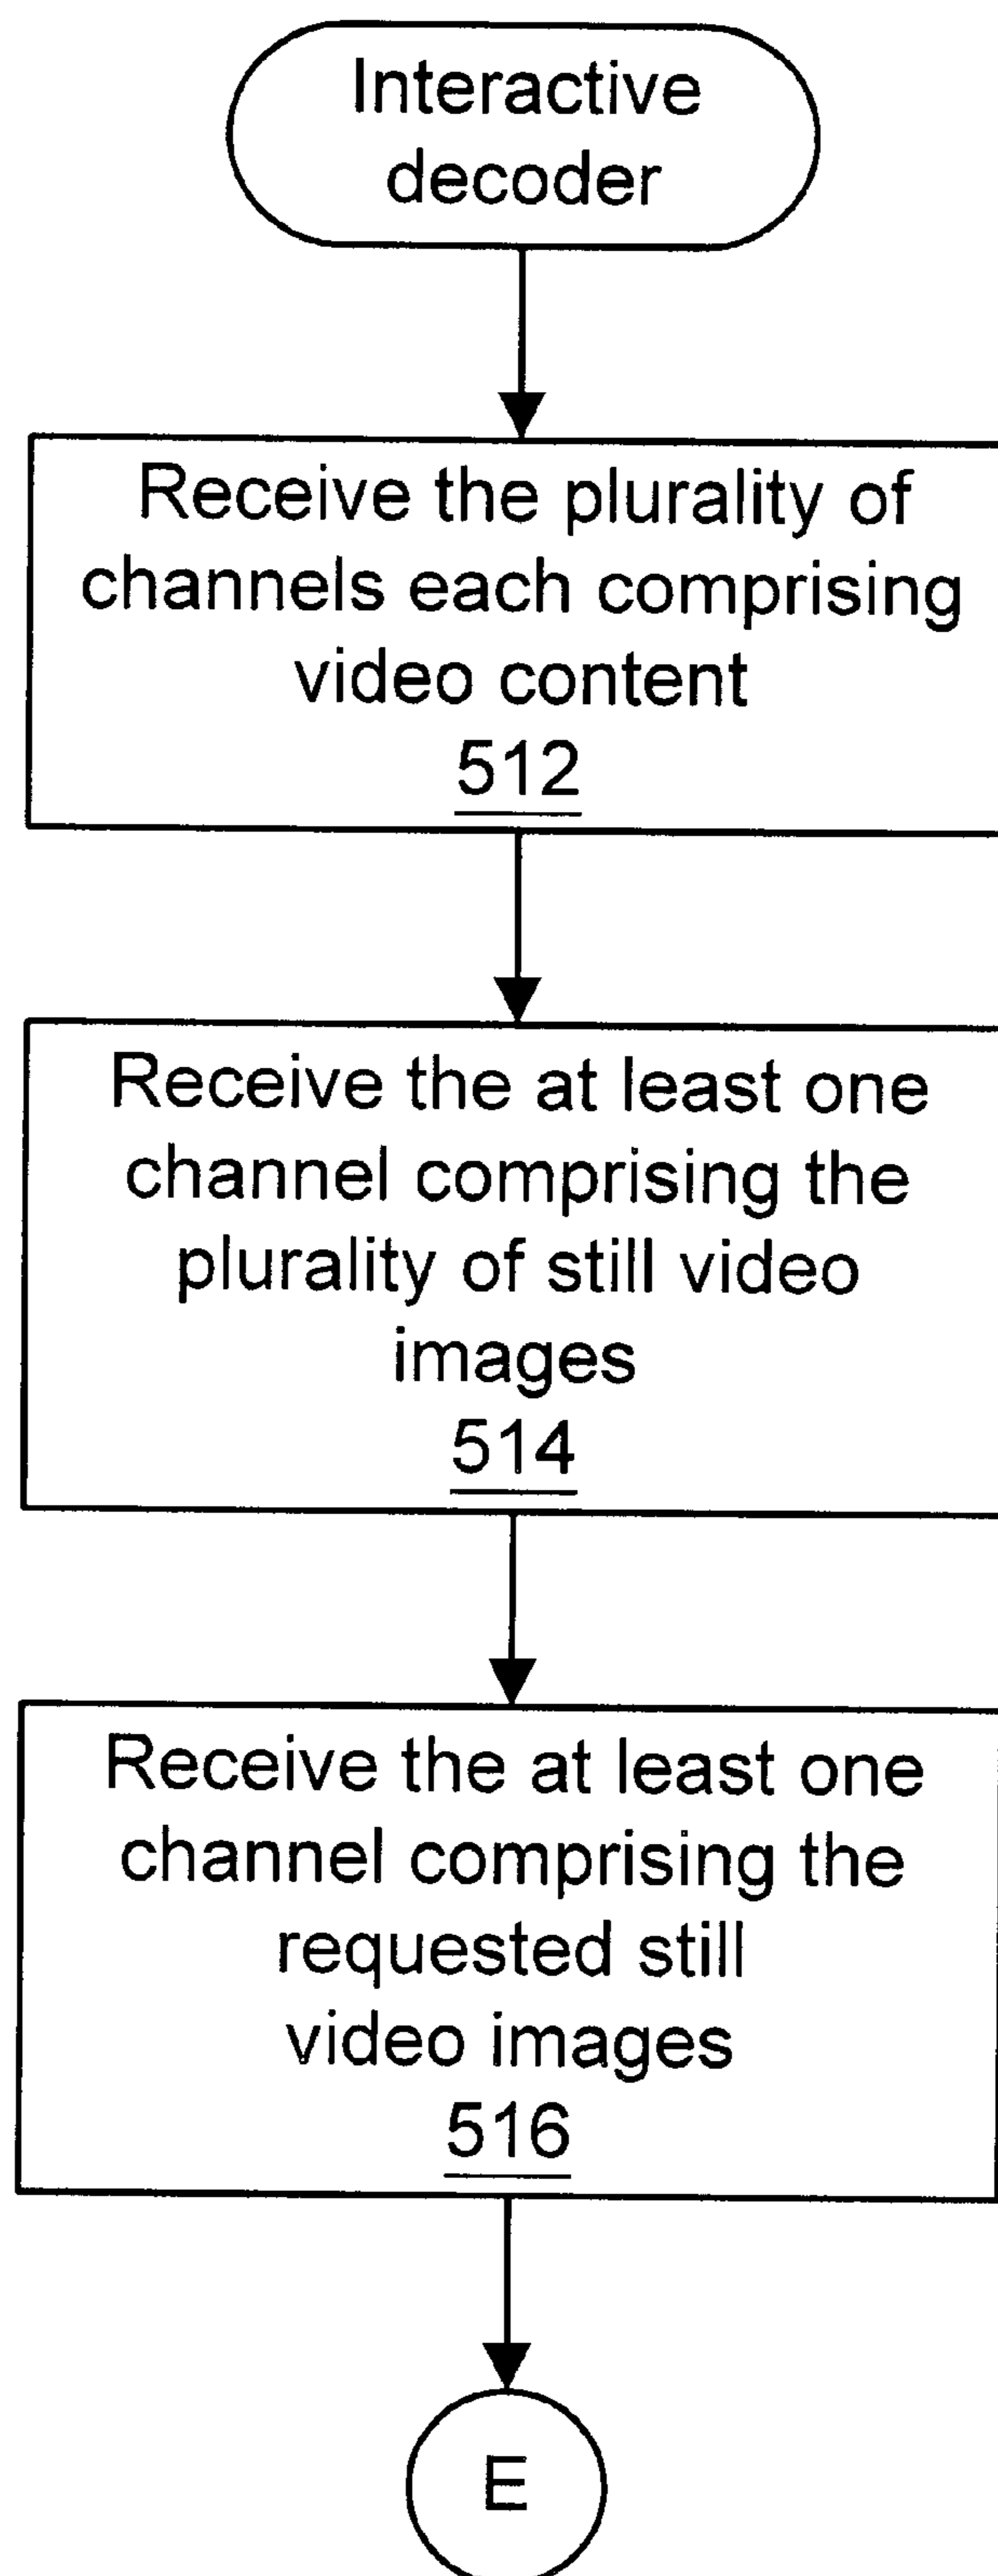 Interactive
decoder
Receive the plurality of
channels each comprising
video content
512
Receive the at least one
channel comprising the
plurality of still video
images
514
Receive the at least one
channel comprising the
requested still
video images
516
E